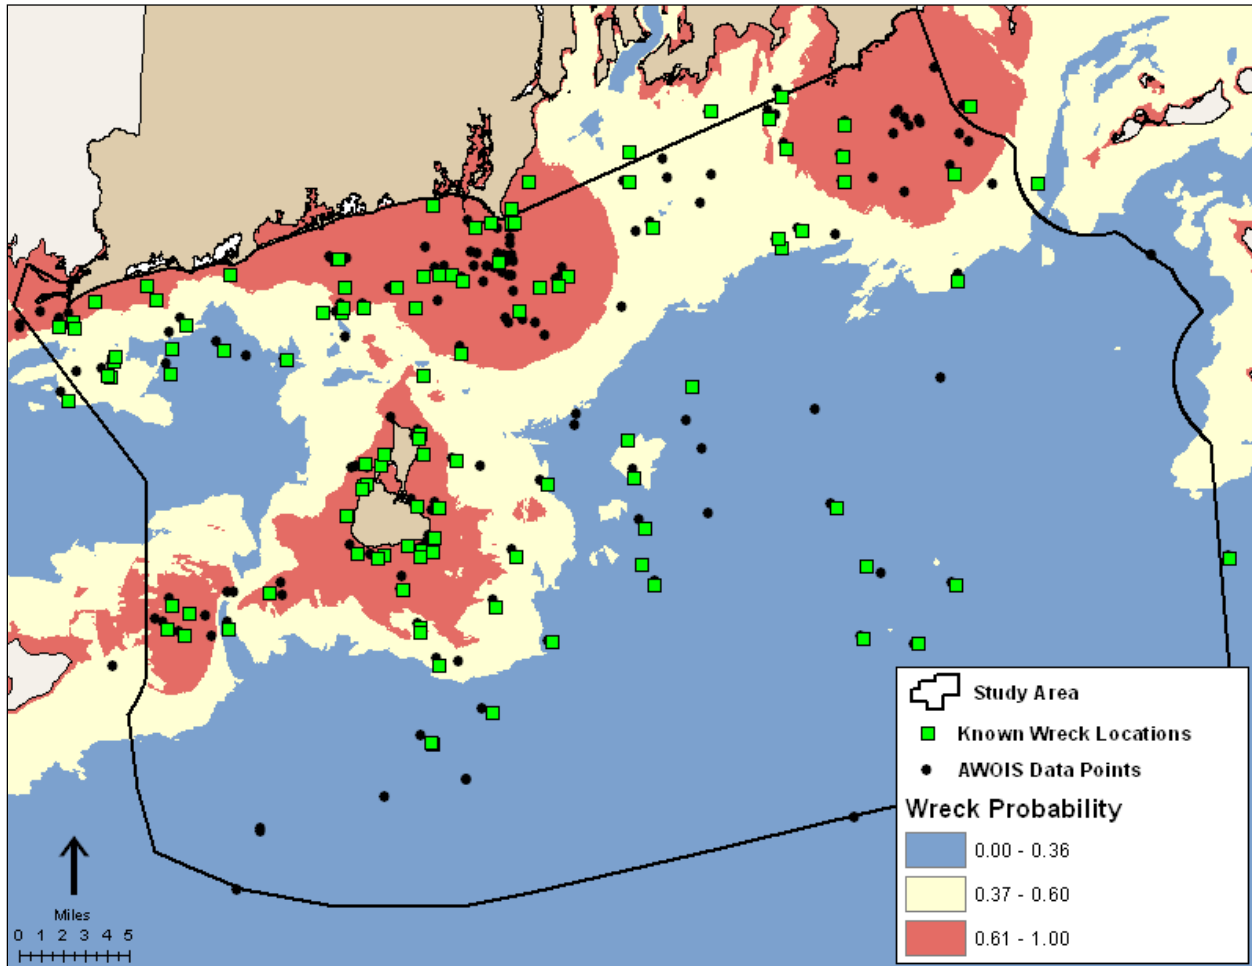 Study Area
Known Wreck Locations
AWOIS Data Points
Wreck Probability
0.00 - 0.36
0.37 - 0.60
0.61 - 1.00
Miles
0 1 2 3 4 5